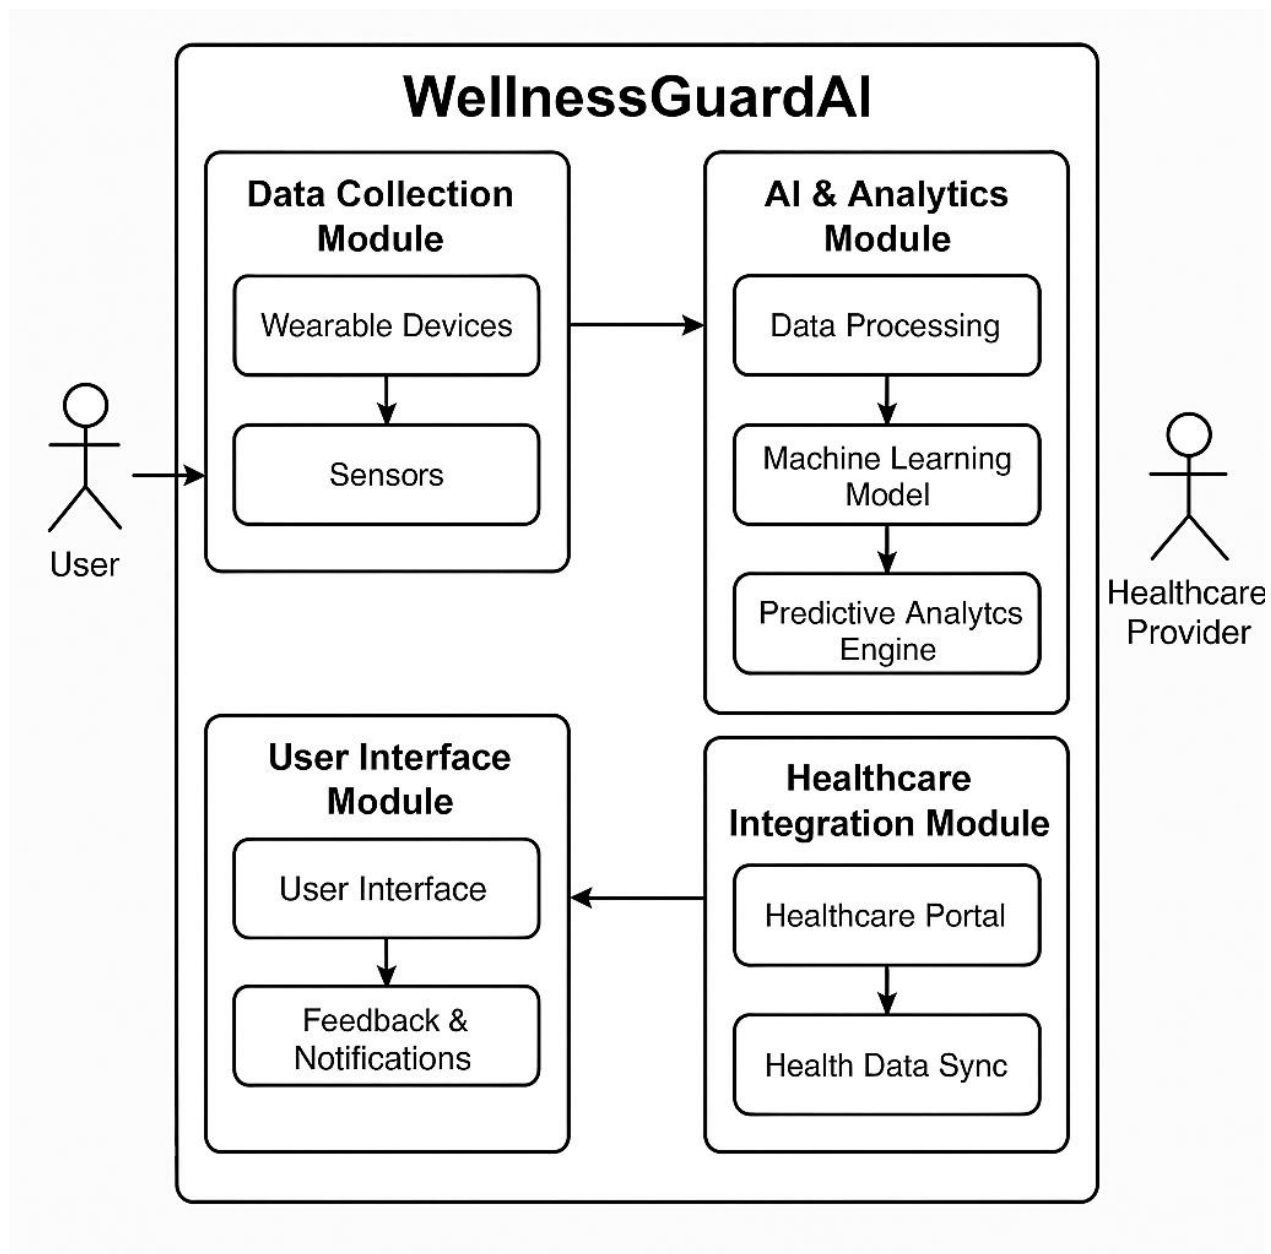 WellnessGuardAI
Data Collection
Module
Wearable Devices
Sensors
AI & Analytics
Module
Data Processing
Machine Learning
Model
Predictive Analytcs
Engine
User
Healthcare
Provider
User Interface
Module
User Interface
Feedback &
Notifications
Healthcare
Integration Module
Healthcare Portal
Health Data Sync